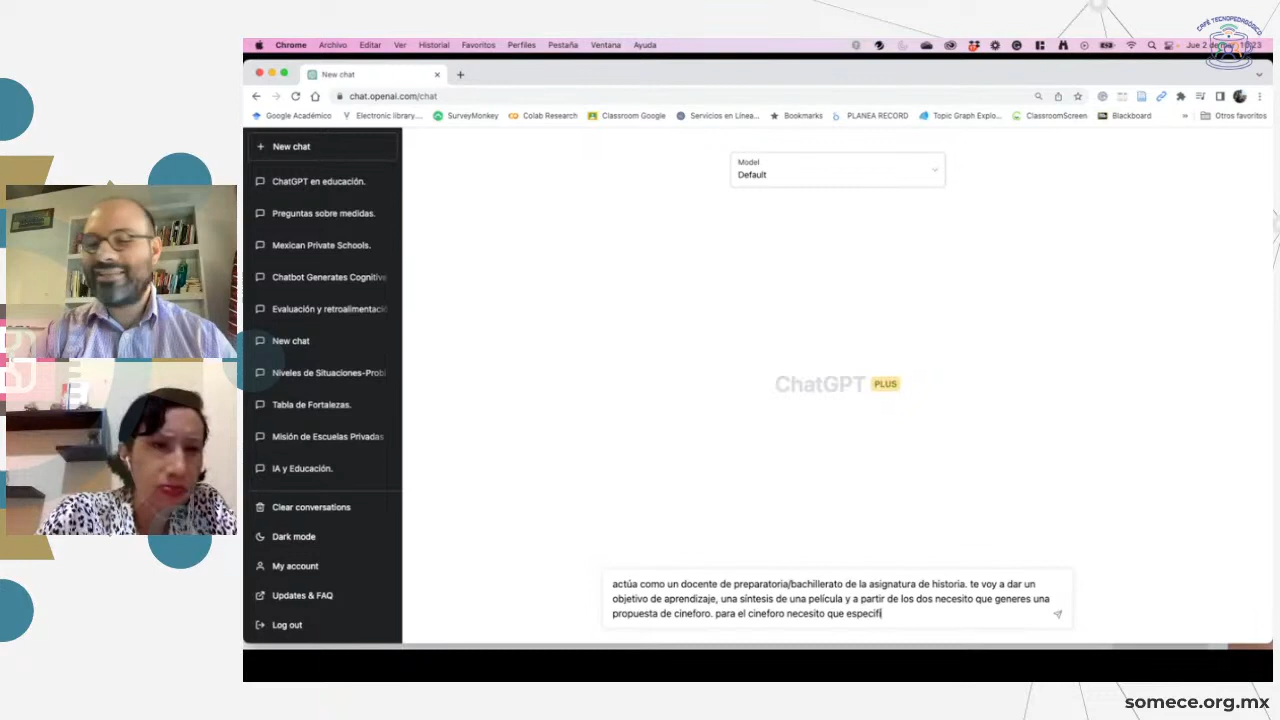 CAFÉ TECNOPEDAGÓGICO
Chrome Archivo Editar Ver Historial Favoritos Perfiles Pestaña Ventana Ayuda
New chat
chat.openai.com/chat
Google Académico Electronic library.... SurveyMonkey Colab Research Classroom Google Servicios en Línea... Bookmarks PLANEA RECORD Topic Graph Explo... ClassroomScreen Blackboard » Otros favoritos
+ New chat
ChatGPT en educación.
Preguntas sobre medidas.
Mexican Private Schools.
Chatbot Generates Cognitive
Evaluación y retroalimentació
New chat
Niveles de Situaciones-Probl
Tabla de Fortalezas.
Misión de Escuelas Privadas
IA y Educación.
Clear conversations
Dark mode
My account
Updates & FAQ
Log out
Model
Default
ChatGPT PLUS
actúa como un docente de preparatoria/bachillerato de la asignatura de historia. te voy a dar un
objetivo de aprendizaje, una síntesis de una película y a partir de los dos necesito que generes una
propuesta de cineforo. para el cineforo necesito que especifi
somece.org.mx